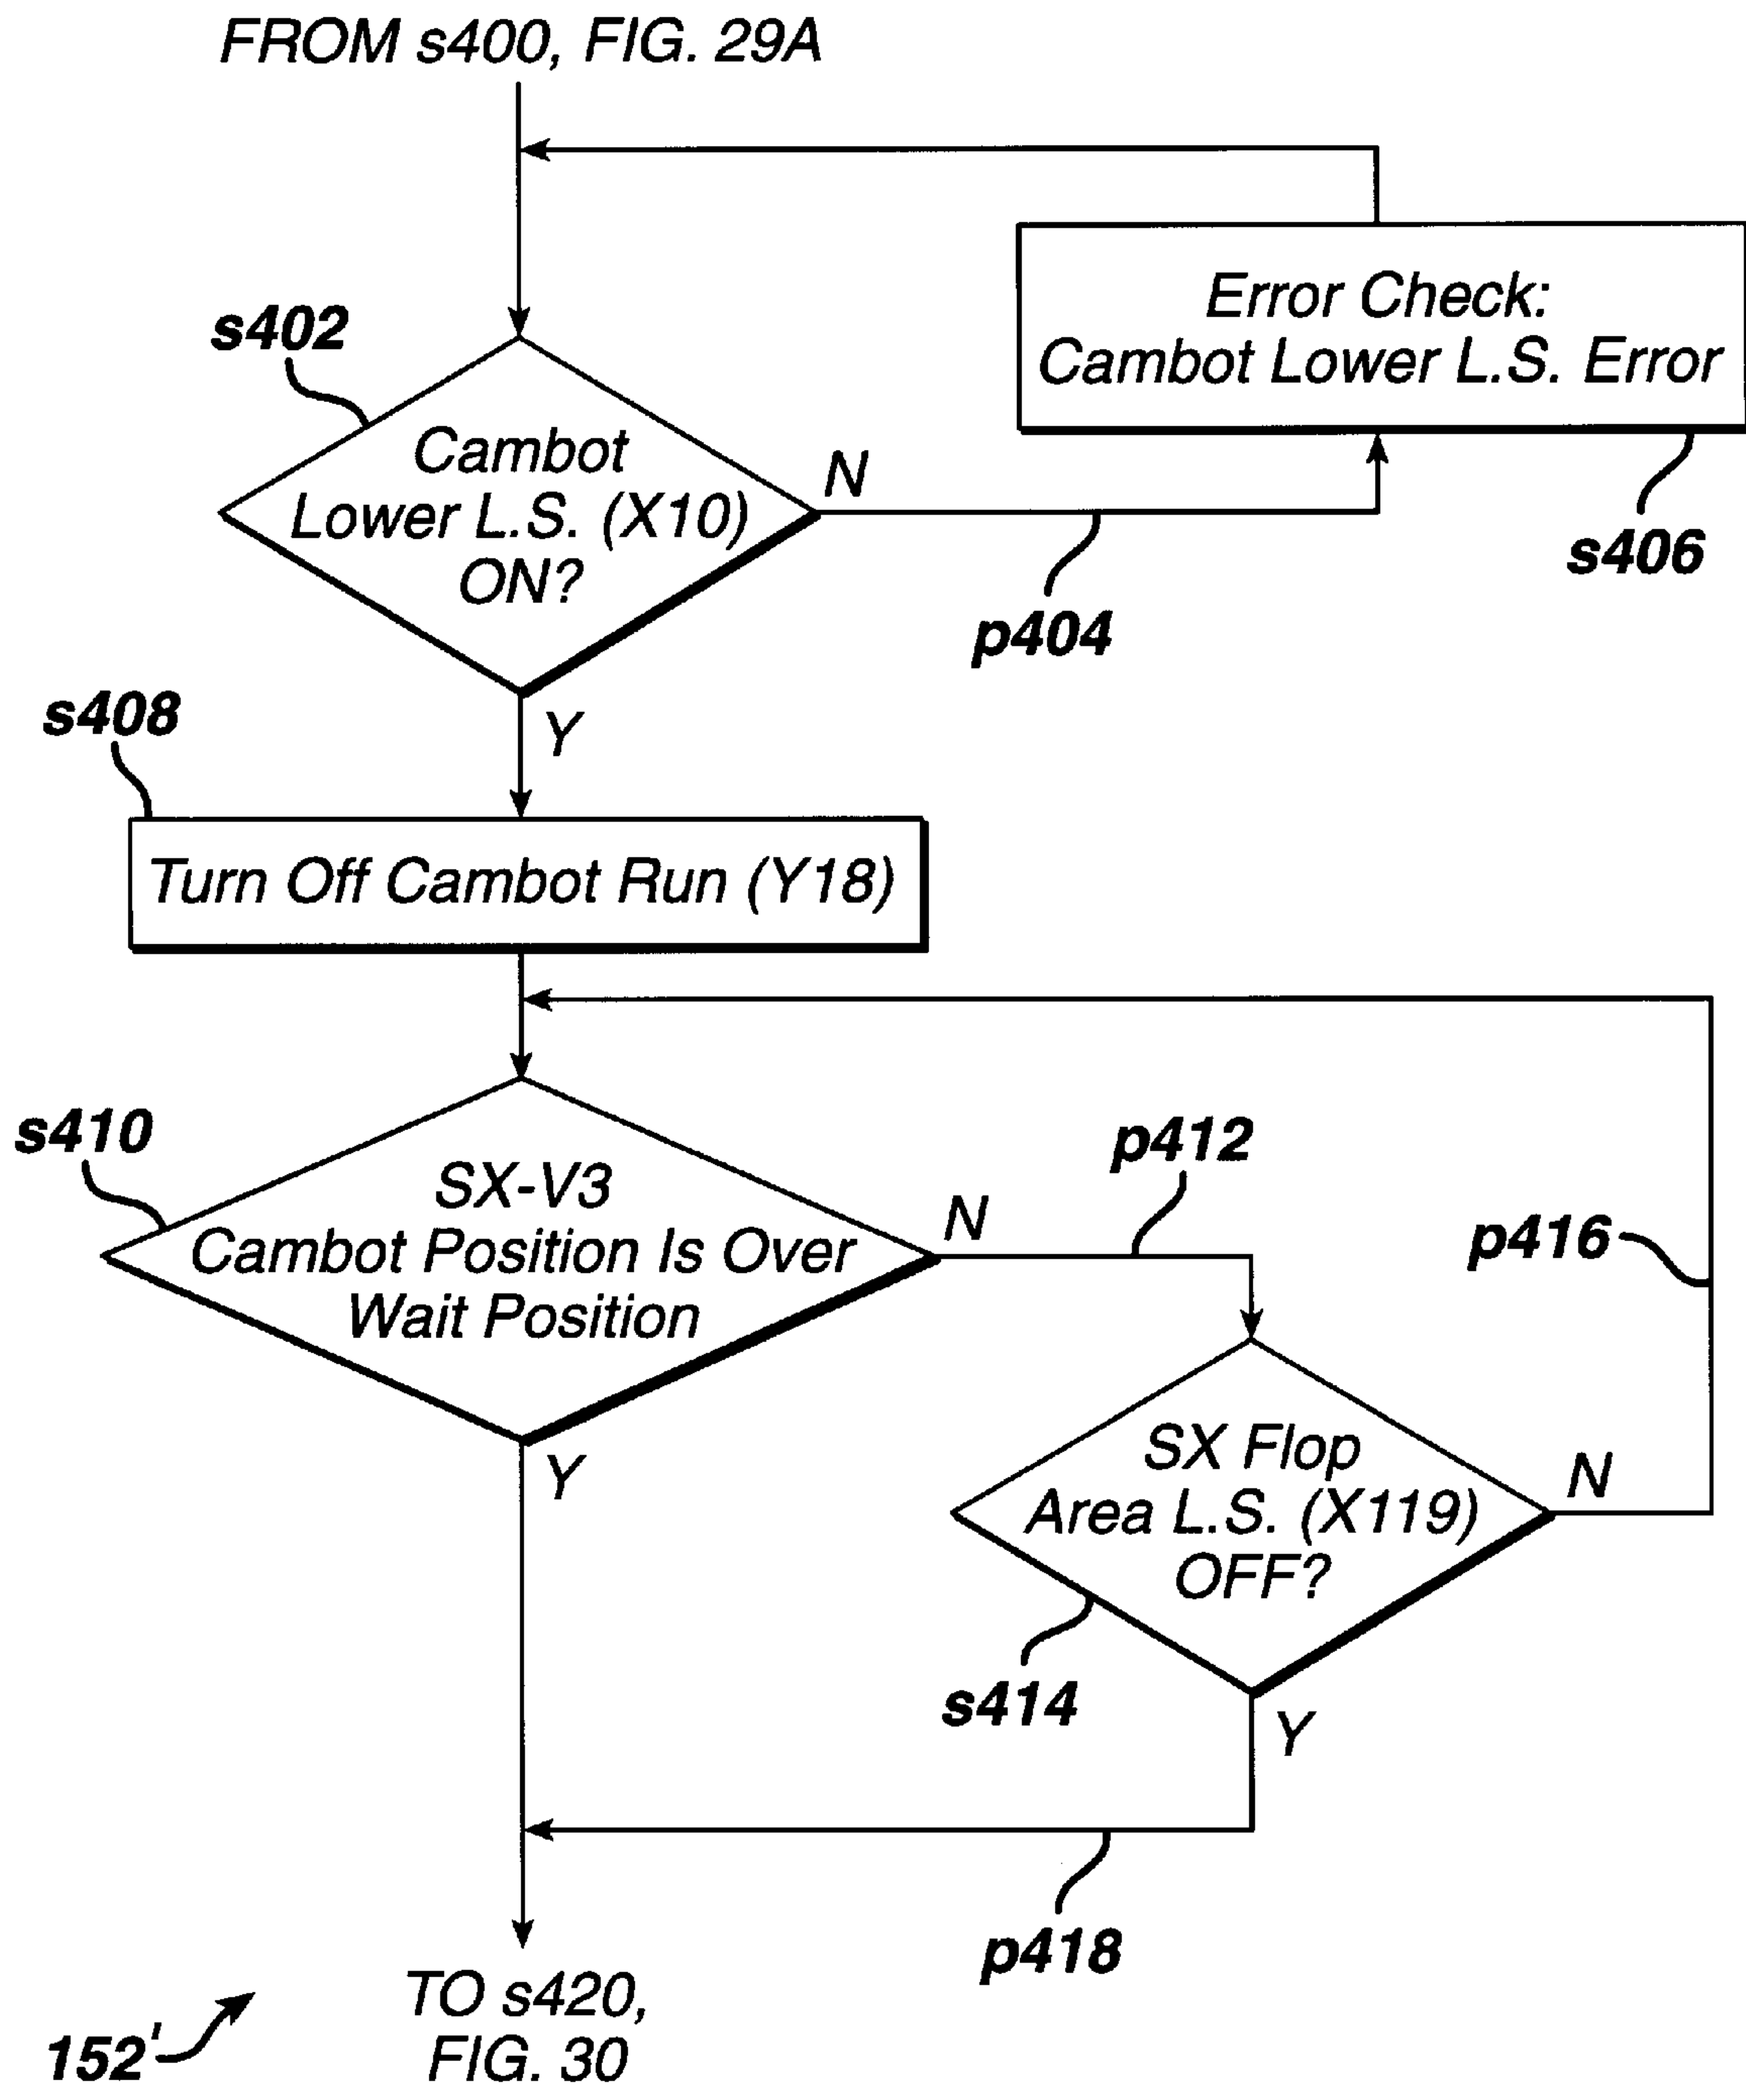 FROM s400, FIG. 29A
Error Check:
Cambot Lower L.S. Error
s402
Cambot
Lower L.S. (X10)
ON?
N
s406
p404
s408
Y
Turn Off Cambot Run (Y18)
s410
SX-V3
Cambot Position Is Over
Wait Position
N
p412
p416
Y
SX Flop
Area L.S. (X119)
OFF?
N
s414
Y
p418
TO s420,
FIG. 30
152'